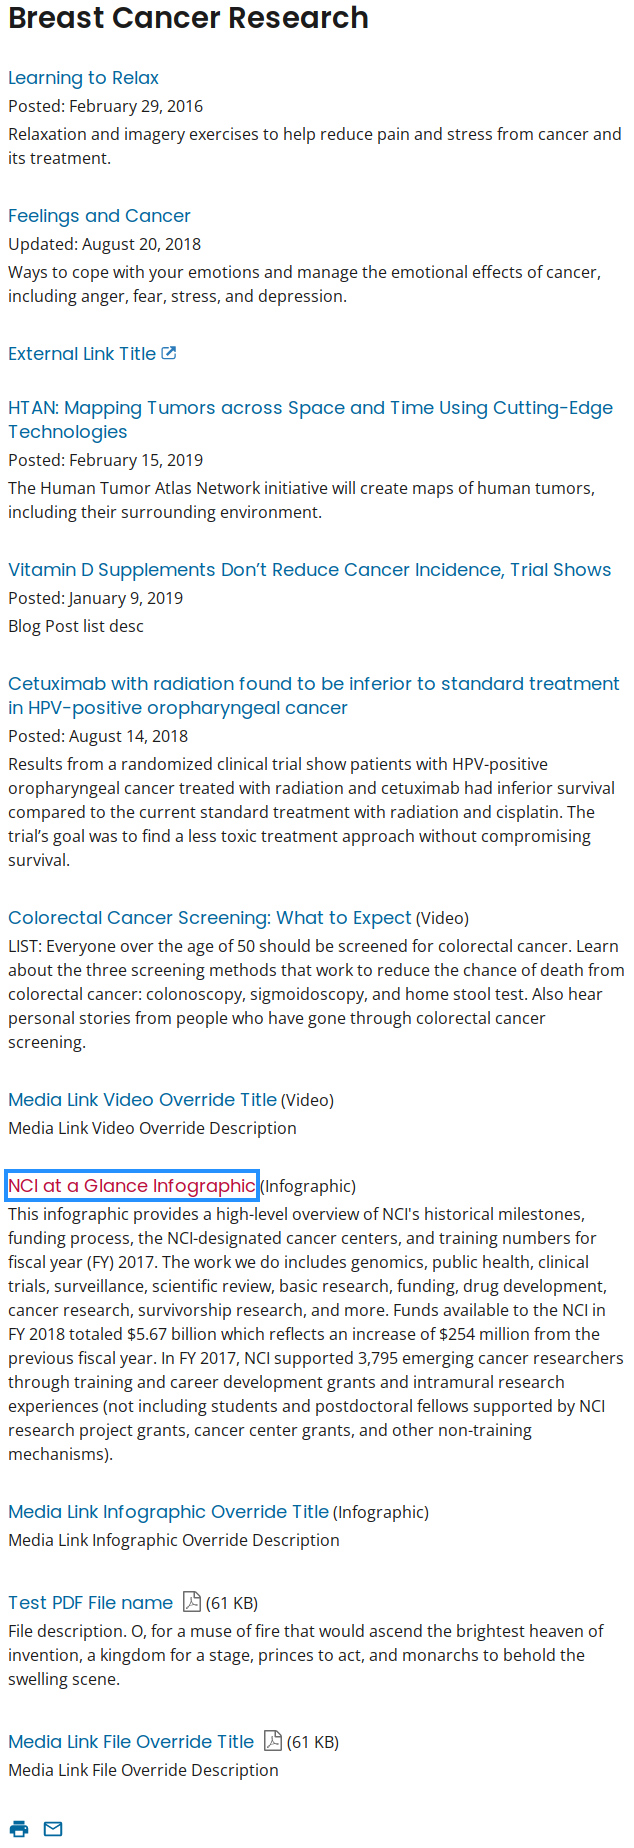 Breast Cancer Research
Learning to Relax
Posted: February 29, 2016
Relaxation and imagery exercises to help reduce pain and stress from cancer and
its treatment.
Feelings and Cancer
Updated: August 20, 2018
Ways to cope with your emotions and manage the emotional effects of cancer,
including anger, fear, stress, and depression.
External Link Title
HTAN: Mapping Tumors across Space and Time Using Cutting-Edge
Technologies
Posted: February 15, 2019
The Human Tumor Atlas Network initiative will create maps of human tumors,
including their surrounding environment.
Vitamin D Supplements Don’t Reduce Cancer Incidence, Trial Shows
Posted: January 9, 2019
Blog Post list desc
Cetuximab with radiation found to be inferior to standard treatment
in HPV-positive oropharyngeal cancer
Posted: August 14, 2018
Results from a randomized clinical trial show patients with HPV-positive
oropharyngeal cancer treated with radiation and cetuximab had inferior survival
compared to the current standard treatment with radiation and cisplatin. The
trial’s goal was to find a less toxic treatment approach without compromising
survival.
Colorectal Cancer Screening: What to Expect (Video)
LIST: Everyone over the age of 50 should be screened for colorectal cancer. Learn
about the three screening methods that work to reduce the chance of death from
colorectal cancer: colonoscopy, sigmoidoscopy, and home stool test. Also hear
personal stories from people who have gone through colorectal cancer
screening.
Media Link Video Override Title (Video)
Media Link Video Override Description
NCI at a Glance Infographic (Infographic)
This infographic provides a high-level overview of NCI's historical milestones,
funding process, the NCI-designated cancer centers, and training numbers for
fiscal year (FY) 2017. The work we do includes genomics, public health, clinical
trials, surveillance, scientific review, basic research, funding, drug development,
cancer research, survivorship research, and more. Funds available to the NCI in
FY 2018 totaled $5.67 billion which reflects an increase of $254 million from the
previous fiscal year. In FY 2017, NCI supported 3,795 emerging cancer researchers
through training and career development grants and intramural research
experiences (not including students and postdoctoral fellows supported by NCI
research project grants, cancer center grants, and other non-training
mechanisms).
Media Link Infographic Override Title (Infographic)
Media Link Infographic Override Description
Test PDF File name (61 KB)
File description. O, for a muse of fire that would ascend the brightest heaven of
invention, a kingdom for a stage, princes to act, and monarchs to behold the
swelling scene.
Media Link File Override Title (61 KB)
Media Link File Override Description